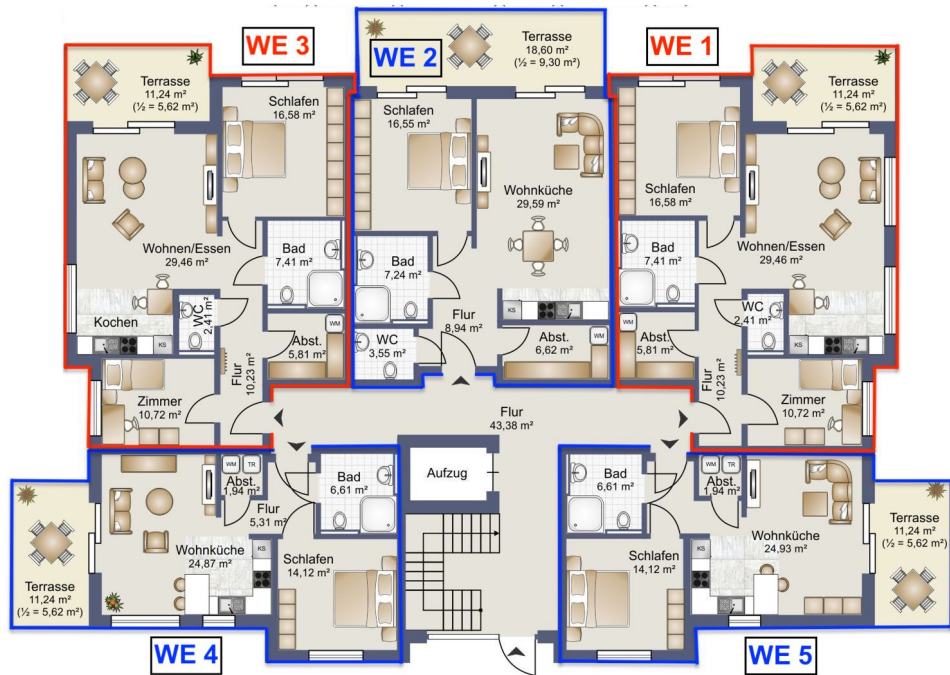 WE 3
WE 2
WE 1
Terrasse
11,24 m²
(½ = 5,62 m²)
Schlafen
16,58 m²
Terrasse
18,60 m²
(½ = 9,30 m²)
Schlafen
16,55 m²
Terrasse
11,24 m²
(½ = 5,62 m²)
Wohnküche
29,59 m²
Schlafen
16,58 m²
Wohnen/Essen
29,46 m²
Bad
7,41 m²
Bad
7,24 m²
Bad
7,41 m²
Wohnen/Essen
29,46 m²
Kochen
KS
WC
2,41 m²
WM
Abst.
5,81 m²
Flur
10,23 m²
Zimmer
10,72 m²
WC
3,55 m²
Flur
8,94 m²
KS
WM
Abst.
6,62 m²
WM
Abst.
5,81 m²
WC
2,41 m²
KS
Flur
10,23 m²
Zimmer
10,72 m²
Flur
43,38 m²
Aufzug
WM
TR
Abst.
1,94 m²
Flur
5,31 m²
Bad
6,61 m²
Wohnküche
24,87 m²
KS
Schlafen
14,12 m²
Terrasse
11,24 m²
(½ = 5,62 m²)
Bad
6,61 m²
WM
TR
Abst.
1,94 m²
Schlafen
14,12 m²
KS
Wohnküche
24,93 m²
Terrasse
11,24 m²
(½ = 5,62 m²)
WE 4
WE 5